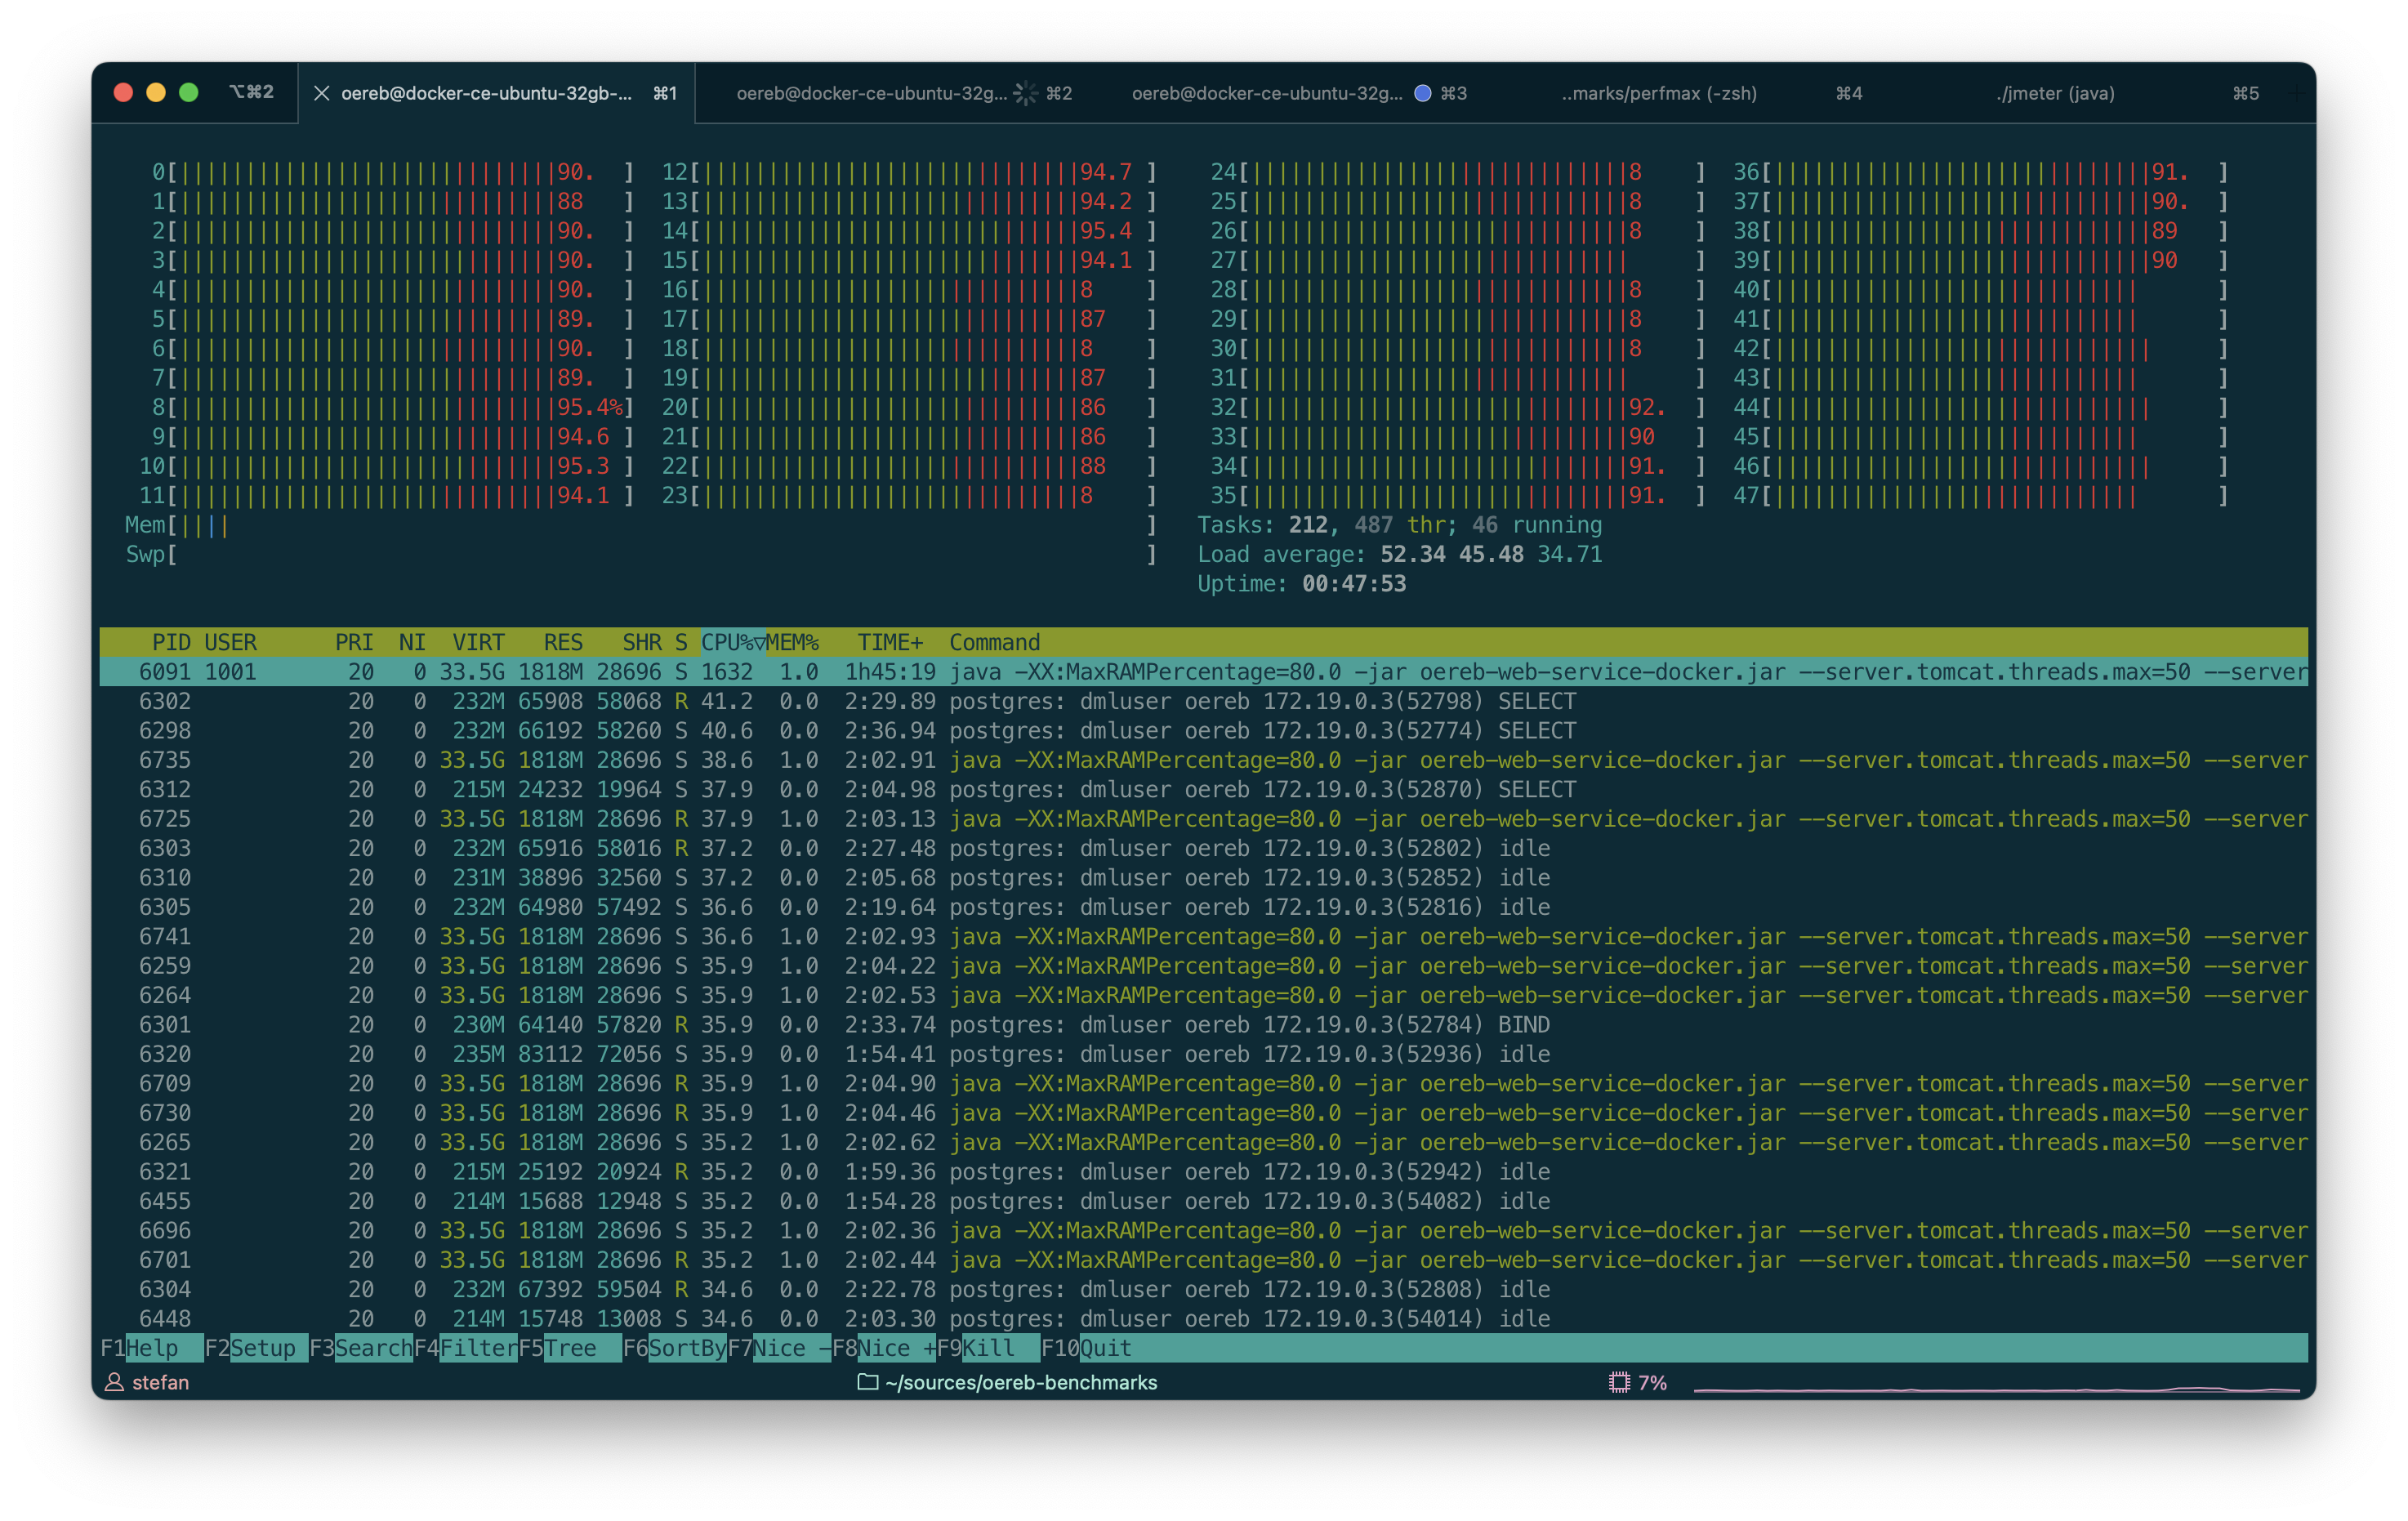 ⌥⌘2 oereb@docker-ce-ubuntu-32gb-... ⌘1 oereb@docker-ce-ubuntu-32g... ⌘2 oereb@docker-ce-ubuntu-32g... ⌘3 ..marks/perfmax (-zsh) ⌘4 ./jmeter (java) ⌘5
0[||||||||||||||||||||||||||||90. ] 12[||||||||||||||||||||||||||||94.7 ] 24[||||||||||||||||||||||||||||8 ] 36[||||||||||||||||||||||||||||91. ]
1[||||||||||||||||||||||||||||88 ] 13[||||||||||||||||||||||||||||94.2 ] 25[||||||||||||||||||||||||||||8 ] 37[||||||||||||||||||||||||||||90. ]
2[||||||||||||||||||||||||||||90. ] 14[||||||||||||||||||||||||||||95.4 ] 26[||||||||||||||||||||||||||||8 ] 38[||||||||||||||||||||||||||||89 ]
3[||||||||||||||||||||||||||||90. ] 15[||||||||||||||||||||||||||||94.1 ] 27[|||||||||||||||||||||||||||| ] 39[||||||||||||||||||||||||||||90 ]
4[||||||||||||||||||||||||||||90. ] 16[||||||||||||||||||||||||||||8 ] 28[||||||||||||||||||||||||||||8 ] 40[||||||||||||||||||||||||||| ]
5[||||||||||||||||||||||||||||89. ] 17[||||||||||||||||||||||||||||87 ] 29[||||||||||||||||||||||||||||8 ] 41[||||||||||||||||||||||||||| ]
6[||||||||||||||||||||||||||||90. ] 18[||||||||||||||||||||||||||||8 ] 30[||||||||||||||||||||||||||||8 ] 42[|||||||||||||||||||||||||||| ]
7[||||||||||||||||||||||||||||89. ] 19[||||||||||||||||||||||||||||87 ] 31[|||||||||||||||||||||||||||| ] 43[||||||||||||||||||||||||||| ]
8[||||||||||||||||||||||||||||95.4%] 20[||||||||||||||||||||||||||||86 ] 32[||||||||||||||||||||||||||||92. ] 44[|||||||||||||||||||||||||||| ]
9[||||||||||||||||||||||||||||94.6 ] 21[||||||||||||||||||||||||||||86 ] 33[||||||||||||||||||||||||||||90 ] 45[||||||||||||||||||||||||||| ]
10[||||||||||||||||||||||||||||95.3 ] 22[||||||||||||||||||||||||||||88 ] 34[||||||||||||||||||||||||||||91. ] 46[|||||||||||||||||||||||||||| ]
11[||||||||||||||||||||||||||||94.1 ] 23[||||||||||||||||||||||||||||8 ] 35[||||||||||||||||||||||||||||91. ] 47[||||||||||||||||||||||||||| ]
Mem[|||| ] Tasks: 212, 487 thr; 46 running
Swp[ ] Load average: 52.34 45.48 34.71
Uptime: 00:47:53
PID USER PRI NI VIRT RES SHR S CPU%▽MEM% TIME+ Command
6091 1001 20 0 33.5G 1818M 28696 S 1632 1.0 1h45:19 java -XX:MaxRAMPercentage=80.0 -jar oereb-web-service-docker.jar --server.tomcat.threads.max=50 --server
6302 20 0 232M 65908 58068 R 41.2 0.0 2:29.89 postgres: dmluser oereb 172.19.0.3(52798) SELECT
6298 20 0 232M 66192 58260 S 40.6 0.0 2:36.94 postgres: dmluser oereb 172.19.0.3(52774) SELECT
6735 20 0 33.5G 1818M 28696 S 38.6 1.0 2:02.91 java -XX:MaxRAMPercentage=80.0 -jar oereb-web-service-docker.jar --server.tomcat.threads.max=50 --server
6312 20 0 215M 24232 19964 S 37.9 0.0 2:04.98 postgres: dmluser oereb 172.19.0.3(52870) SELECT
6725 20 0 33.5G 1818M 28696 R 37.9 1.0 2:03.13 java -XX:MaxRAMPercentage=80.0 -jar oereb-web-service-docker.jar --server.tomcat.threads.max=50 --server
6303 20 0 232M 65916 58016 R 37.2 0.0 2:27.48 postgres: dmluser oereb 172.19.0.3(52802) idle
6310 20 0 231M 38896 32560 S 37.2 0.0 2:05.68 postgres: dmluser oereb 172.19.0.3(52852) idle
6305 20 0 232M 64980 57492 S 36.6 0.0 2:19.64 postgres: dmluser oereb 172.19.0.3(52816) idle
6741 20 0 33.5G 1818M 28696 S 36.6 1.0 2:02.93 java -XX:MaxRAMPercentage=80.0 -jar oereb-web-service-docker.jar --server.tomcat.threads.max=50 --server
6259 20 0 33.5G 1818M 28696 S 35.9 1.0 2:04.22 java -XX:MaxRAMPercentage=80.0 -jar oereb-web-service-docker.jar --server.tomcat.threads.max=50 --server
6264 20 0 33.5G 1818M 28696 S 35.9 1.0 2:02.53 java -XX:MaxRAMPercentage=80.0 -jar oereb-web-service-docker.jar --server.tomcat.threads.max=50 --server
6301 20 0 230M 64140 57820 R 35.9 0.0 2:33.74 postgres: dmluser oereb 172.19.0.3(52784) BIND
6320 20 0 235M 83112 72056 S 35.9 0.0 1:54.41 postgres: dmluser oereb 172.19.0.3(52936) idle
6709 20 0 33.5G 1818M 28696 R 35.9 1.0 2:04.90 java -XX:MaxRAMPercentage=80.0 -jar oereb-web-service-docker.jar --server.tomcat.threads.max=50 --server
6730 20 0 33.5G 1818M 28696 R 35.9 1.0 2:04.46 java -XX:MaxRAMPercentage=80.0 -jar oereb-web-service-docker.jar --server.tomcat.threads.max=50 --server
6265 20 0 33.5G 1818M 28696 S 35.2 1.0 2:02.62 java -XX:MaxRAMPercentage=80.0 -jar oereb-web-service-docker.jar --server.tomcat.threads.max=50 --server
6321 20 0 215M 25192 20924 R 35.2 0.0 1:59.36 postgres: dmluser oereb 172.19.0.3(52942) idle
6455 20 0 214M 15688 12948 S 35.2 0.0 1:54.28 postgres: dmluser oereb 172.19.0.3(54082) idle
6696 20 0 33.5G 1818M 28696 S 35.2 1.0 2:02.36 java -XX:MaxRAMPercentage=80.0 -jar oereb-web-service-docker.jar --server.tomcat.threads.max=50 --server
6701 20 0 33.5G 1818M 28696 R 35.2 1.0 2:02.44 java -XX:MaxRAMPercentage=80.0 -jar oereb-web-service-docker.jar --server.tomcat.threads.max=50 --server
6304 20 0 232M 67392 59504 R 34.6 0.0 2:22.78 postgres: dmluser oereb 172.19.0.3(52808) idle
6448 20 0 214M 15748 13008 S 34.6 0.0 2:03.30 postgres: dmluser oereb 172.19.0.3(54014) idle
F1Help F2Setup F3SearchF4FilterF5Tree F6SortByF7Nice -F8Nice +F9Kill F10Quit
stefan ~/sources/oereb-benchmarks 7%